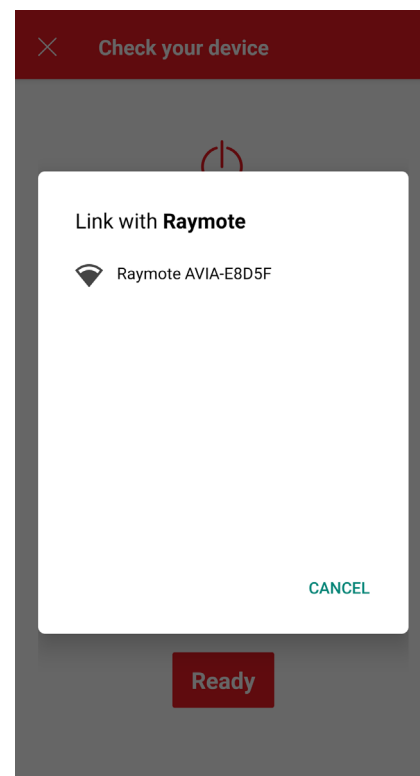 Check your device
Link with Raymote
Raymote AVIA-E8D5F
CANCEL
Ready